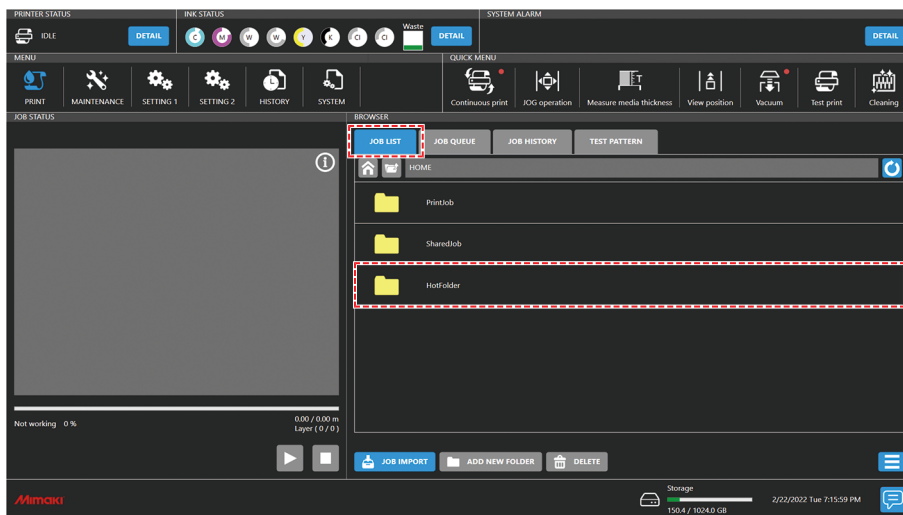 PRINTER STATUS
INK STATUS
SYSTEM ALARM
IDLE
DETAIL
C M W W Y K Cl Cl
Waste
DETAIL
DETAIL
MENU
QUICK MENU
PRINT
MAINTENANCE
SETTING 1
SETTING 2
HISTORY
SYSTEM
Continuous print
JOG operation
Measure media thickness
View position
Vacuum
Test print
Cleaning
JOB STATUS
BROWSER
JOB LIST
JOB QUEUE
JOB HISTORY
TEST PATTERN
HOME
PrintJob
SharedJob
HotFolder
Not working 0 %
0.00 / 0.00 m
Layer ( 0 / 0 )
JOB IMPORT
ADD NEW FOLDER
DELETE
Mimaki
Storage
150.4 / 1024.0 GB
2/22/2022 Tue 7:15:59 PM